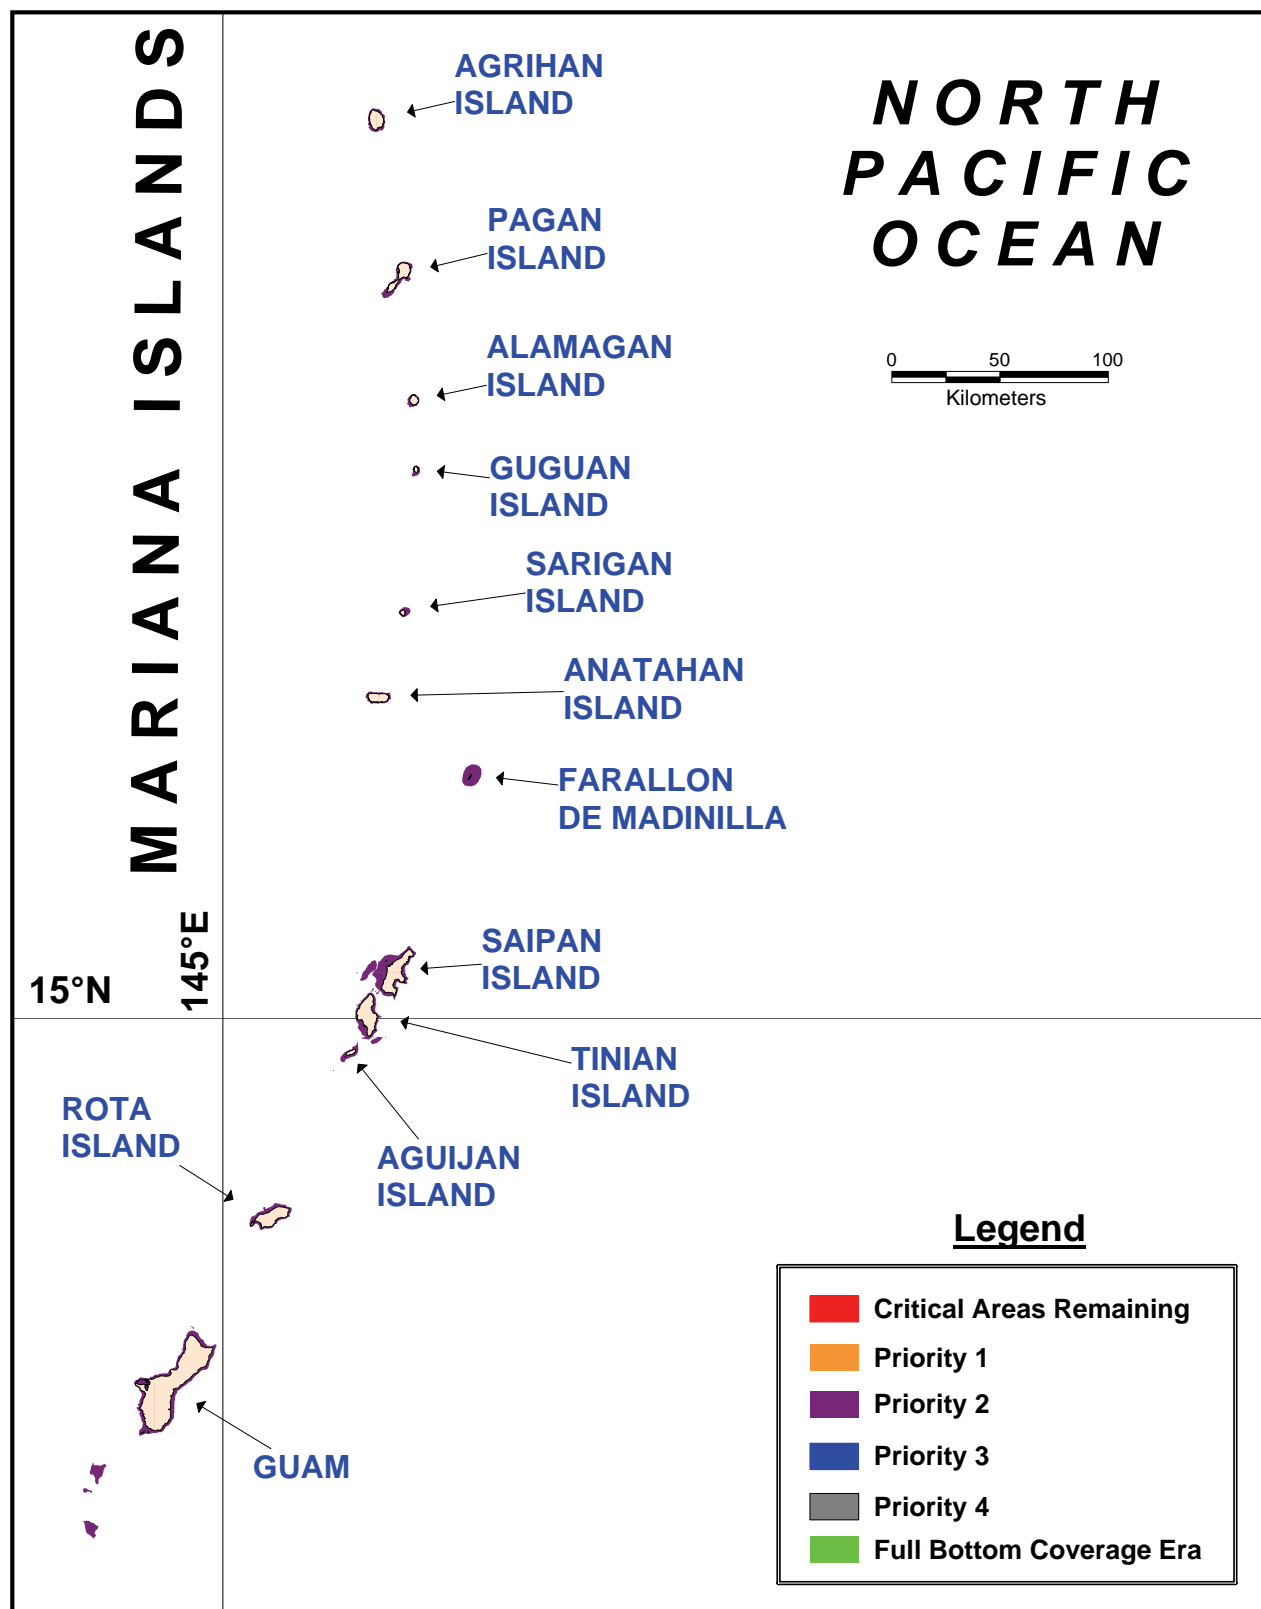 MARIANA ISLANDS
NORTH
PACIFIC
OCEAN
0 50 100
Kilometers
AGRIHAN
ISLAND
PAGAN
ISLAND
ALAMAGAN
ISLAND
GUGUAN
ISLAND
SARIGAN
ISLAND
ANATAHAN
ISLAND
FARALLON
DE MADINILLA
SAIPAN
ISLAND
145°E
15°N
TINIAN
ISLAND
ROTA
ISLAND
AGUIJAN
ISLAND
GUAM
Legend
Critical Areas Remaining
Priority 1
Priority 2
Priority 3
Priority 4
Full Bottom Coverage Era